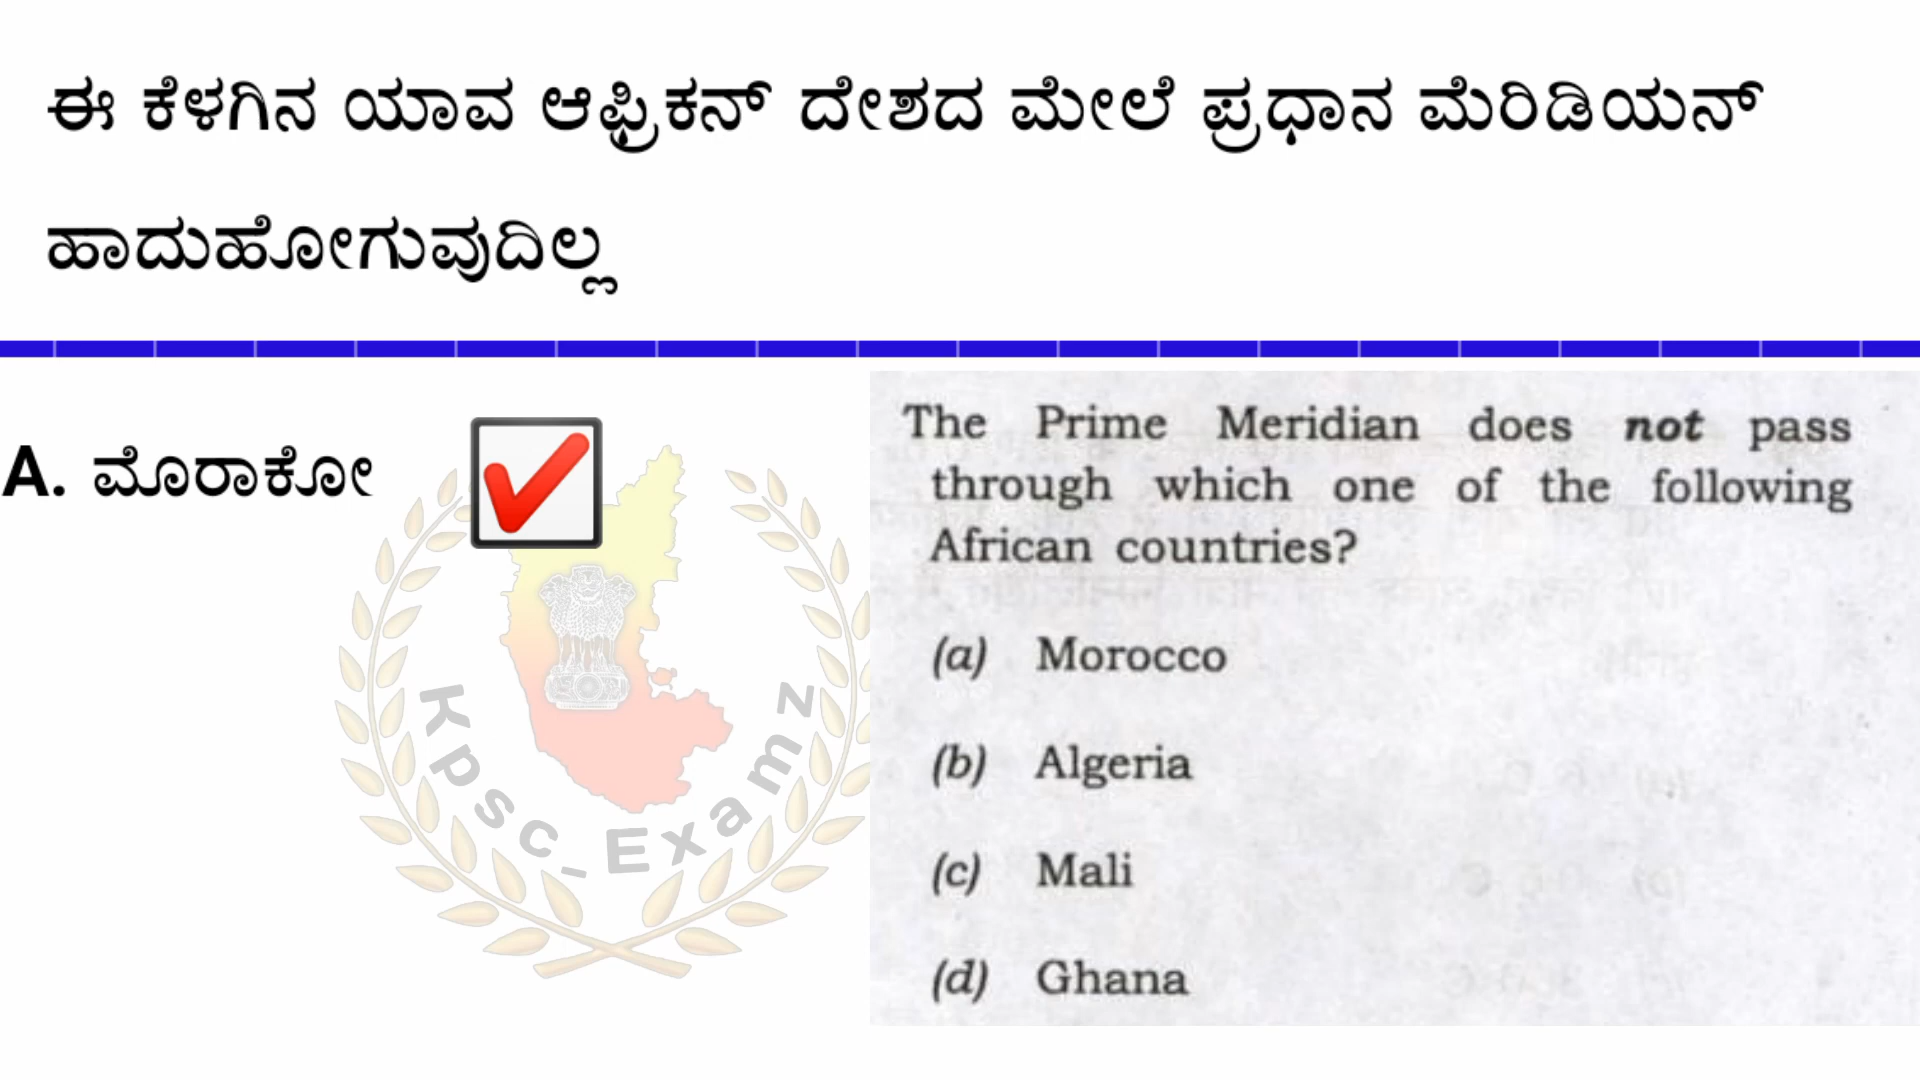 ಈ ಕೆಳಗಿನ ಯಾವ ಆಫ್ರಿಕನ್ ದೇಶದ ಮೇಲೆ ಪ್ರಧಾನ ಮೆರಿಡಿಯನ್
ಹಾದುಹೋಗುವುದಿಲ್ಲ
A. ಮೊರಾಕೋ
Kpsc_Examz
The Prime Meridian does not pass
through which one of the following
African countries?
(a) Morocco
(b) Algeria
(c) Mali
(d) Ghana